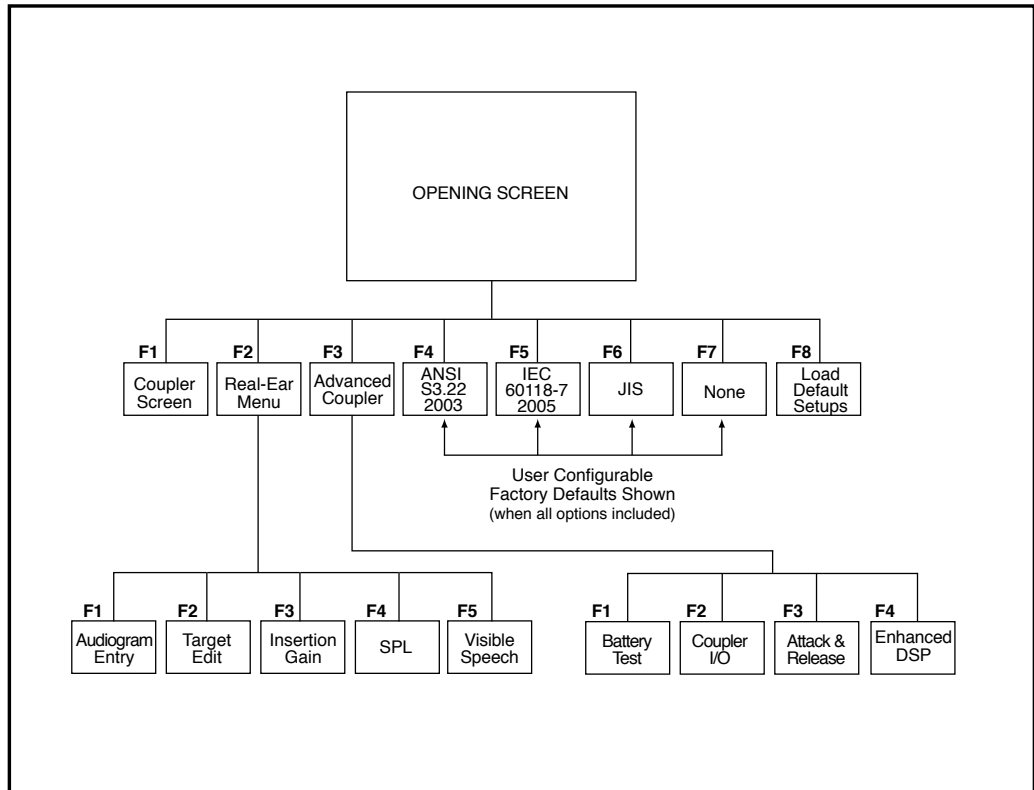 OPENING SCREEN
F1
Coupler
Screen
F2
Real-Ear
Menu
F3
Advanced
Coupler
F4
ANSI
S3.22
2003
F5
IEC
60118-7
2005
F6
JIS
F7
None
F8
Load
Default
Setups
User Configurable
Factory Defaults Shown
(when all options included)
F1
Audiogram
Entry
F2
Target
Edit
F3
Insertion
Gain
F4
SPL
F5
Visible
Speech
F1
Battery
Test
F2
Coupler
I/O
F3
Attack &
Release
F4
Enhanced
DSP